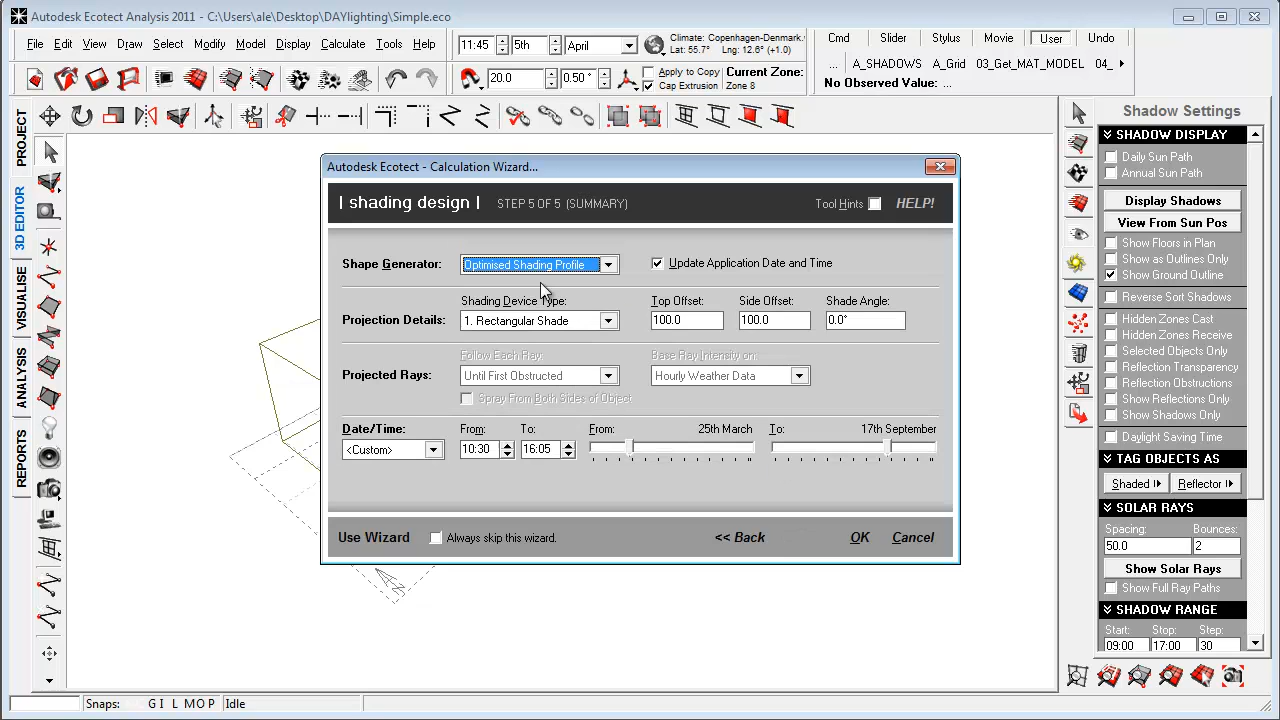 Autodesk Ecotect Analysis 2011 - C:\Users\ale\Desktop\DAYlighting\Simple.eco
File Edit View Draw Select Modify Model Display Calculate Tools Help
11:45 5th April
Climate: Copenhagen-Denmark.
Lat: 55.7° Lng: 12.6° (+1.0)
Cmd Slider Stylus Movie User Undo
... A_SHADOWS A_Grid 03_Get_MAT_MODEL 04_
No Observed Value: ...
20.0 0.50 °
Apply to Copy
Cap Extrusion
Current Zone:
Zone 8
PROJECT
3D EDITOR
VISUALISE
ANALYSIS
REPORTS
Autodesk Ecotect - Calculation Wizard...
| shading design | STEP 5 OF 5 (SUMMARY) Tool Hints HELP!
Shape Generator: Optimised Shading Profile Update Application Date and Time
Shading Device Type: Top Offset: Side Offset: Shade Angle:
Projection Details: 1. Rectangular Shade 100.0 100.0 0.0°
Follow Each Ray: Base Ray Intensity on:
Projected Rays: Until First Obstructed Hourly Weather Data
Spray From Both Sides of Object
Date/Time: From: To: From: 25th March To: 17th September
<Custom> 10:30 16:05
Use Wizard Always skip this wizard. << Back OK Cancel
Shadow Settings
SHADOW DISPLAY
Daily Sun Path
Annual Sun Path
Display Shadows
View From Sun Pos
Show Floors in Plan
Show as Outlines Only
Show Ground Outline
Reverse Sort Shadows
Hidden Zones Cast
Hidden Zones Receive
Selected Objects Only
Reflection Transparency
Reflection Obstructions
Show Reflections Only
Show Shadows Only
Daylight Saving Time
TAG OBJECTS AS
Shaded Reflector
SOLAR RAYS
Spacing: Bounces:
50.0 2
Show Solar Rays
Show Full Ray Paths
SHADOW RANGE
Start: Stop: Step:
09:00 17:00 30
Snaps: G I L M O P Idle